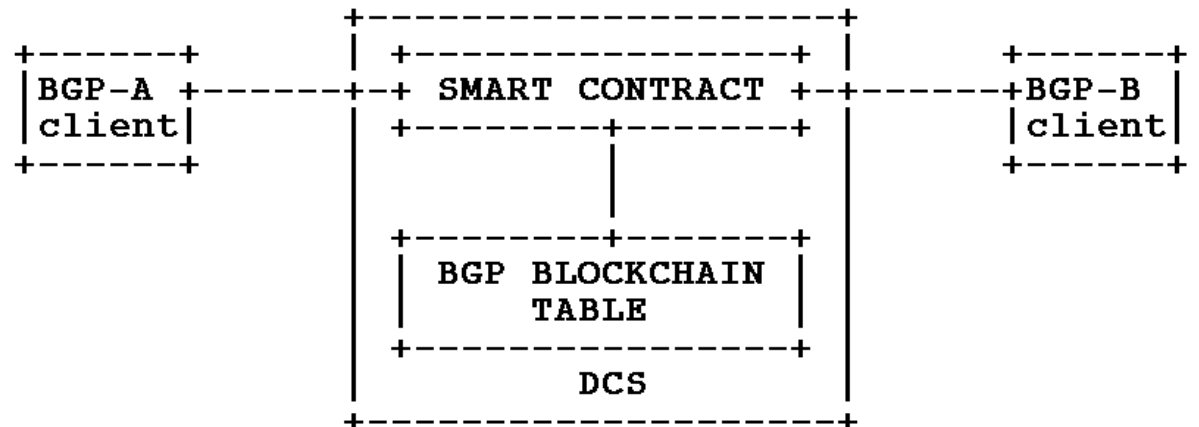 BGP-A
client
SMART CONTRACT
BGP-B
client
BGP BLOCKCHAIN
TABLE
DCS